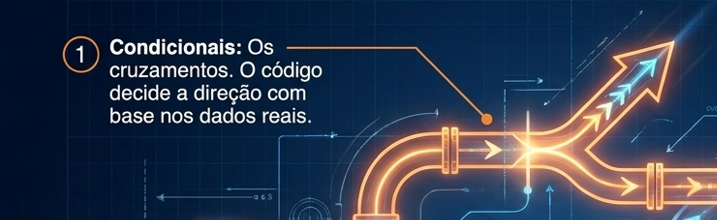 1
Condicionais: Os
cruzamentos. O código
decide a direção com
base nos dados reais.